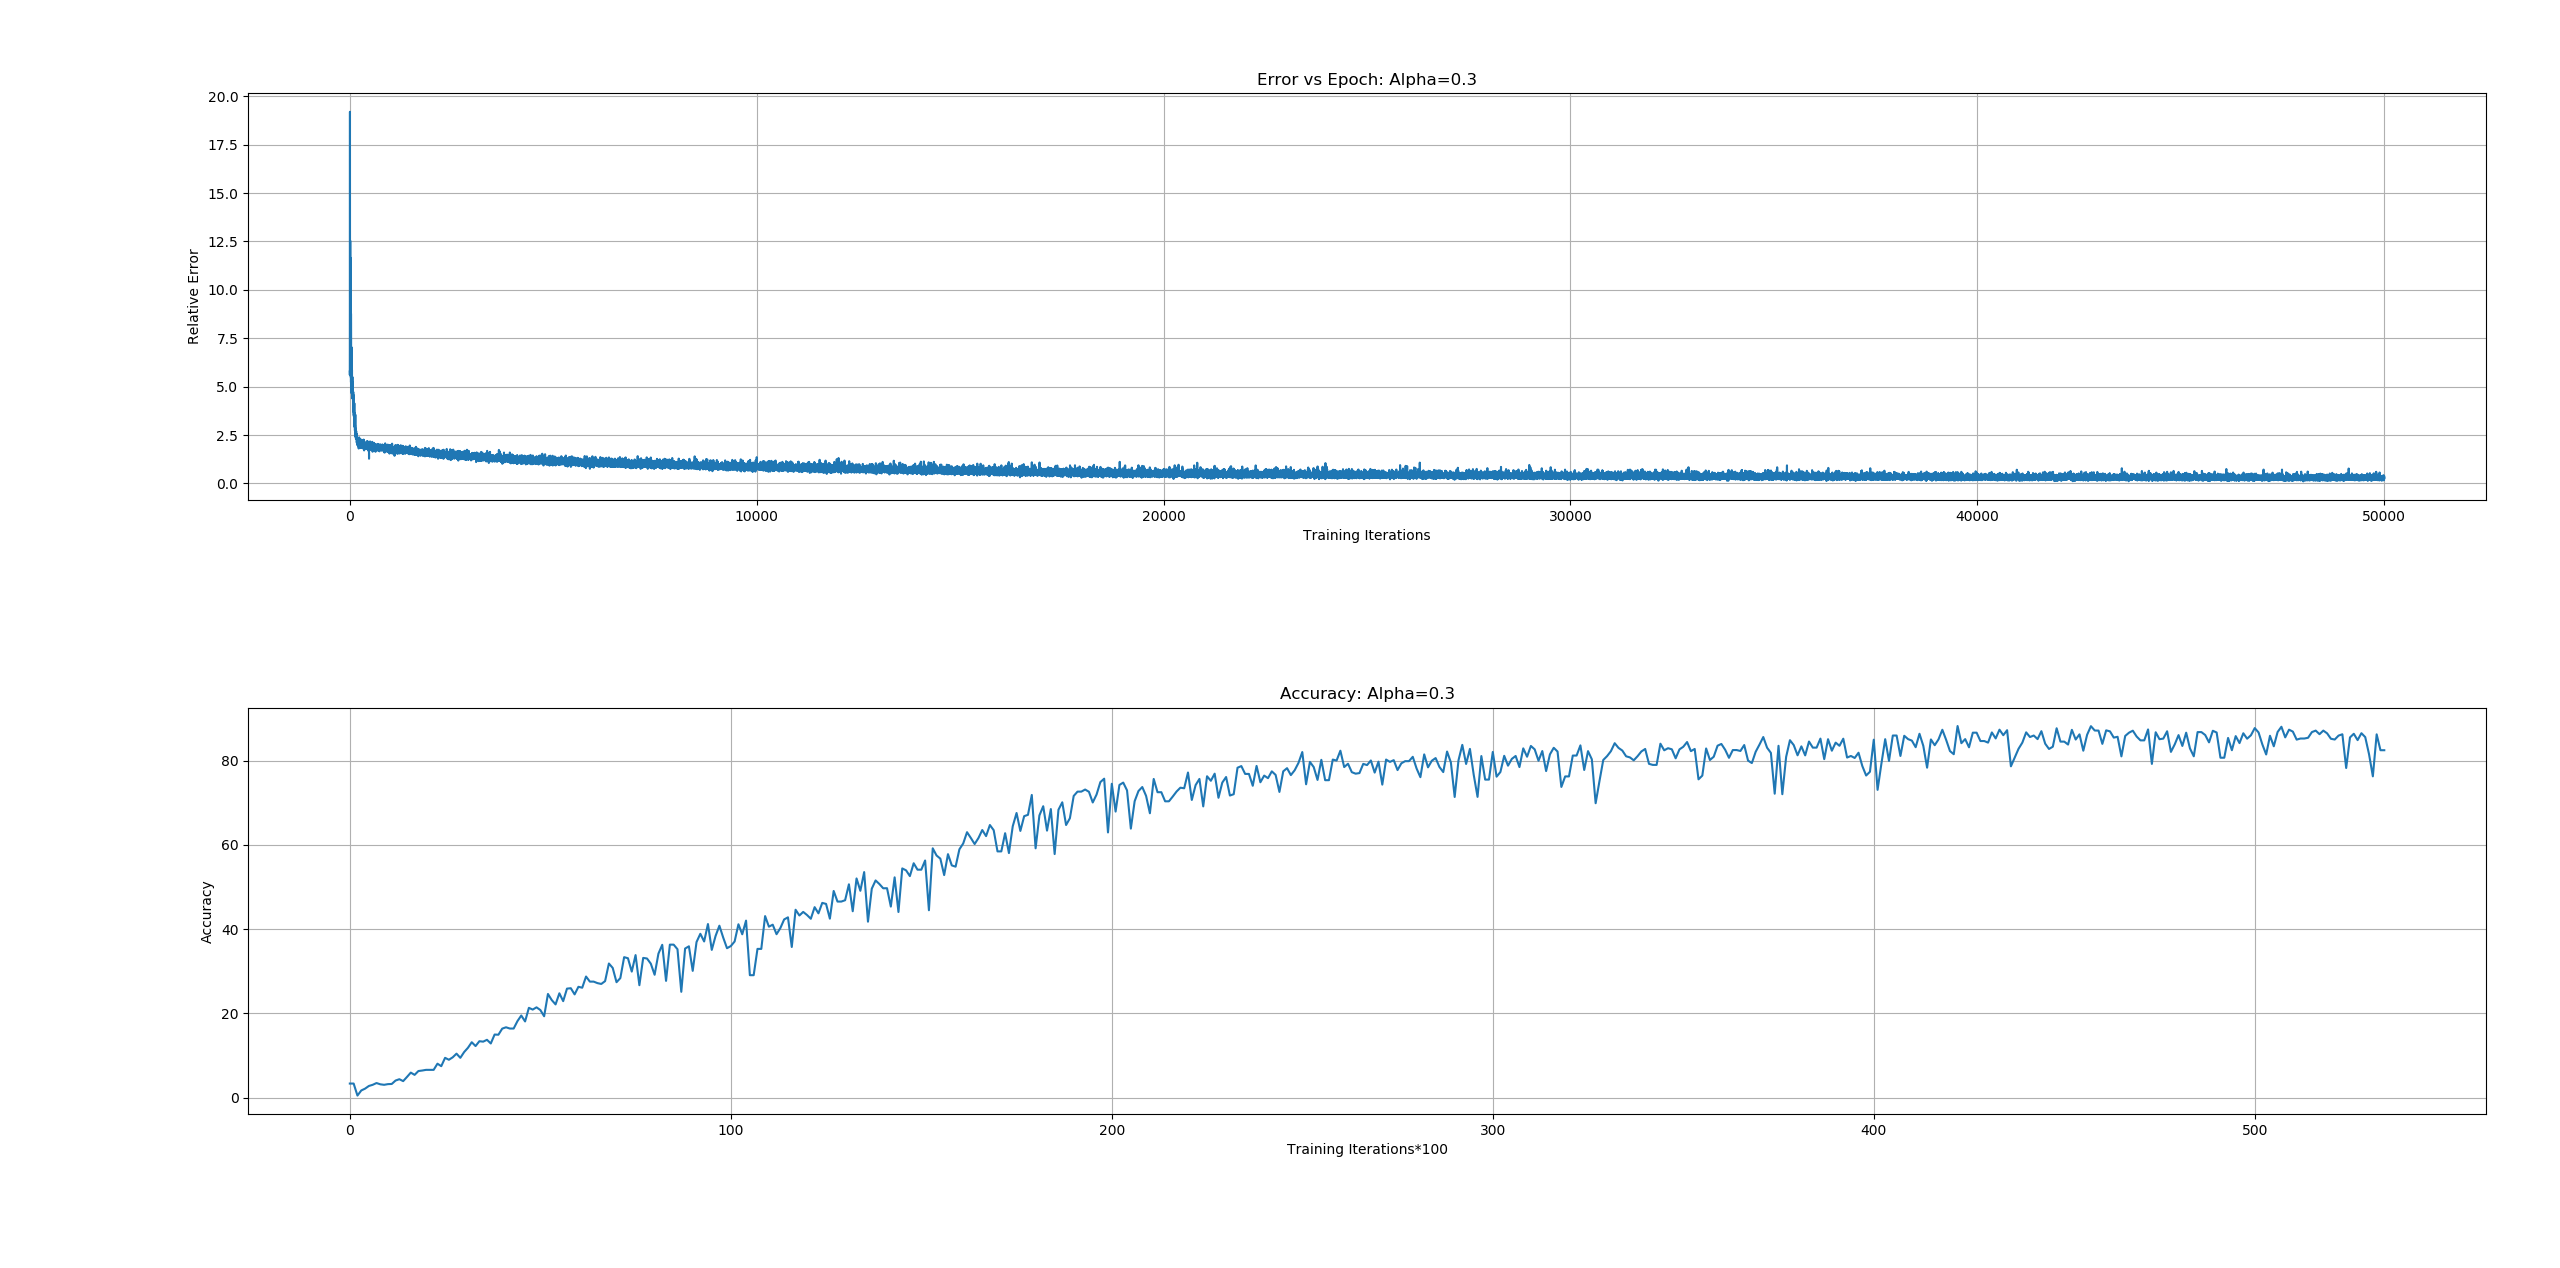 Error vs Epoch: Alpha=0.3
20.0
17.5
15.0
12.5
10.0
7.5
5.0
2.5
0.0
Relative Error
0 10000 20000 30000 40000 50000
Training Iterations
Accuracy: Alpha=0.3
80
60
40
20
0
Accuracy
0 100 200 300 400 500
Training Iterations*100